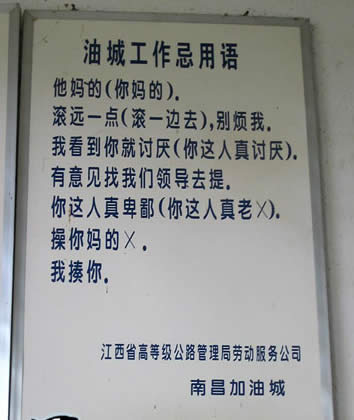 油城工作忌用语
他妈的(你妈的)。
滚远一点(滚一边去),别烦我。
我看到你就讨厌(你这人真讨厌)。
有意见找我们领导去提。
你这人真卑鄙(你这人真老X)。
操你妈的X。
我揍你。
江西省高等级公路管理局劳动服务公司
南昌加油城